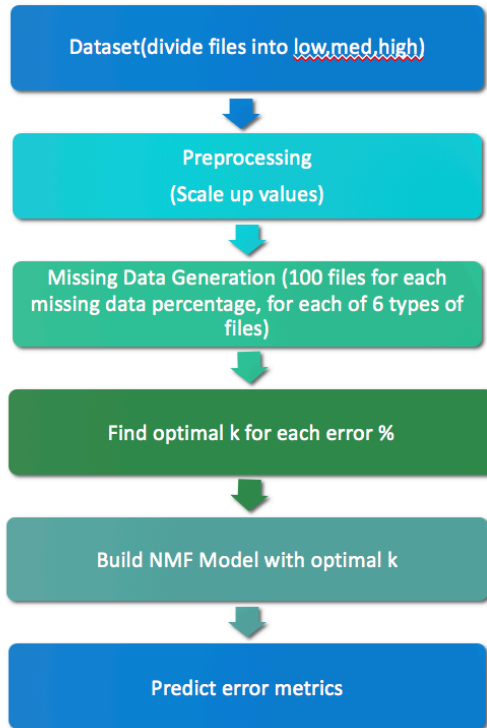 Dataset(divide files into low,med,high)
Preprocessing
(Scale up values)
Missing Data Generation (100 files for each
missing data percentage, for each of 6 types of
files)
Find optimal k for each error %
Build NMF Model with optimal k
Predict error metrics